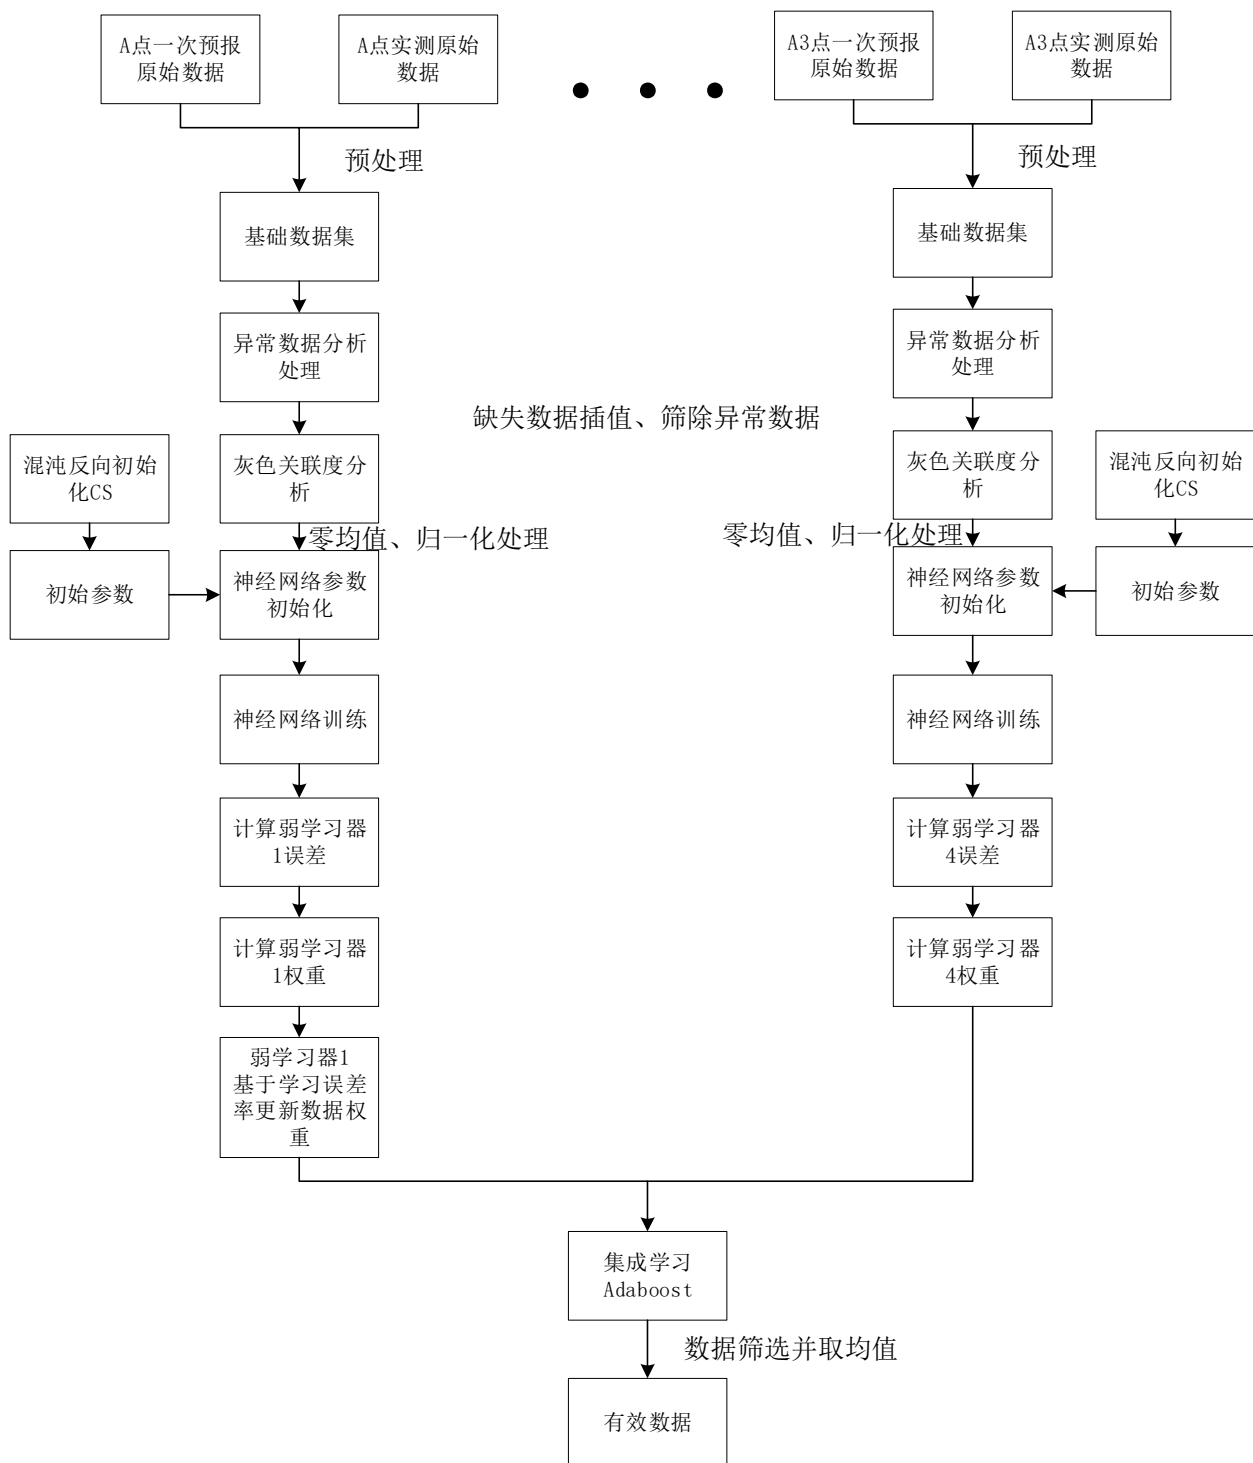 A点一次预报
原始数据
A点实测原始
数据
A3点一次预报
原始数据
A3点实测原始
数据
预处理
预处理
基础数据集
基础数据集
异常数据分析
处理
异常数据分析
处理
缺失数据插值、筛除异常数据
混沌反向初始
化CS
灰色关联度分
析
灰色关联度分
析
混沌反向初始
化CS
零均值、归一化处理
零均值、归一化处理
初始参数
神经网络参数
初始化
神经网络参数
初始化
初始参数
神经网络训练
神经网络训练
计算弱学习器
1误差
计算弱学习器
4误差
计算弱学习器
1权重
计算弱学习器
4权重
弱学习器1
基于学习误差
率更新数据权
重
集成学习
Adaboost
数据筛选并取均值
有效数据